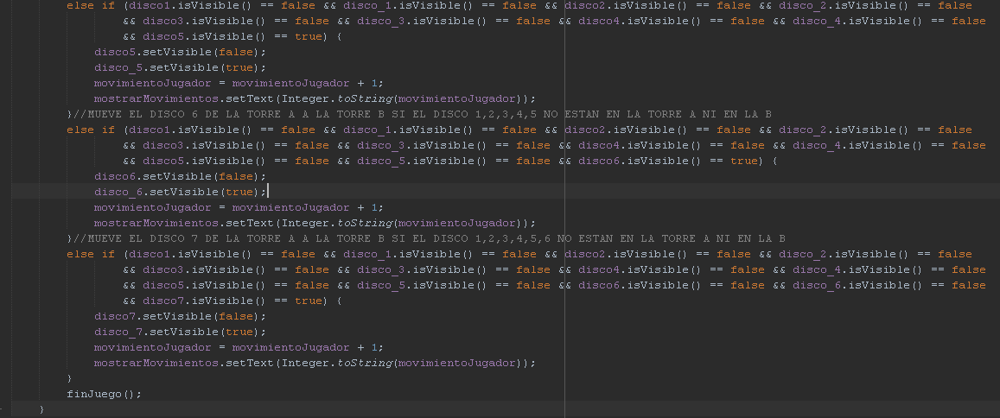 else if (disco1.isVisible() == false && disco_1.isVisible() == false && disco2.isVisible() == false && disco_2.isVisible() == false
&& disco3.isVisible() == false && disco_3.isVisible() == false && disco4.isVisible() == false && disco_4.isVisible() == false
&& disco5.isVisible() == true) {
disco5.setVisible(false);
disco_5.setVisible(true);
movimientoJugador = movimientoJugador + 1;
mostrarMovimientos.setText(Integer.toString(movimientoJugador));
}//MUEVE EL DISCO 6 DE LA TORRE A A LA TORRE B SI EL DISCO 1,2,3,4,5 NO ESTAN EN LA TORRE A NI EN LA B
else if (disco1.isVisible() == false && disco_1.isVisible() == false && disco2.isVisible() == false && disco_2.isVisible() == false
&& disco3.isVisible() == false && disco_3.isVisible() == false && disco4.isVisible() == false && disco_4.isVisible() == false
&& disco5.isVisible() == false && disco_5.isVisible() == false && disco6.isVisible() == true) {
disco6.setVisible(false);
disco_6.setVisible(true);
movimientoJugador = movimientoJugador + 1;
mostrarMovimientos.setText(Integer.toString(movimientoJugador));
}//MUEVE EL DISCO 7 DE LA TORRE A A LA TORRE B SI EL DISCO 1,2,3,4,5,6 NO ESTAN EN LA TORRE A NI EN LA B
else if (disco1.isVisible() == false && disco_1.isVisible() == false && disco2.isVisible() == false && disco_2.isVisible() == false
&& disco3.isVisible() == false && disco_3.isVisible() == false && disco4.isVisible() == false && disco_4.isVisible() == false
&& disco5.isVisible() == false && disco_5.isVisible() == false && disco6.isVisible() == false && disco_6.isVisible() == false
&& disco7.isVisible() == true) {
disco7.setVisible(false);
disco_7.setVisible(true);
movimientoJugador = movimientoJugador + 1;
mostrarMovimientos.setText(Integer.toString(movimientoJugador));
}
finJuego();
}